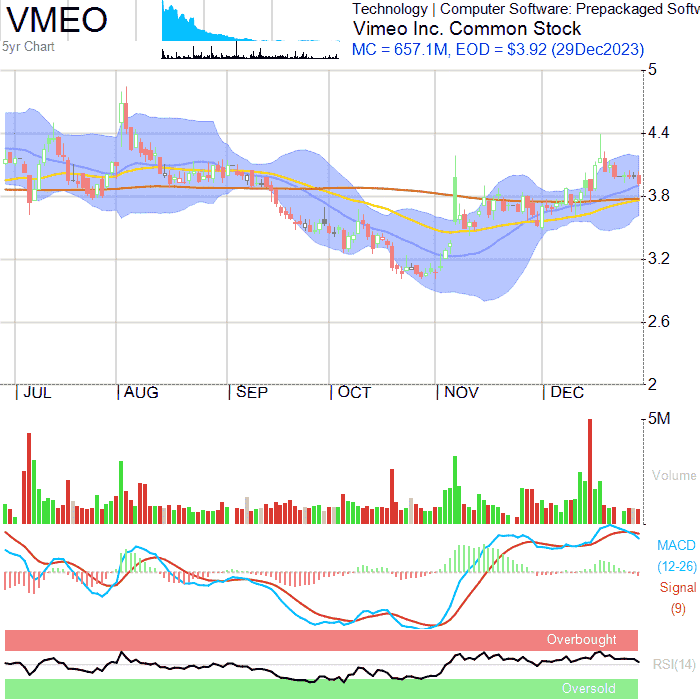 VMEO
5yr Chart
Technology | Computer Software: Prepackaged Softw
Vimeo Inc. Common Stock
MC = 657.1M, EOD = $3.92 (29Dec2023)
5
4.4
3.8
3.2
2.6
2
JUL AUG SEP OCT NOV DEC
5M
Volume
MACD
(12-26)
Signal
(9)
Overbought
RSI(14)
Oversold